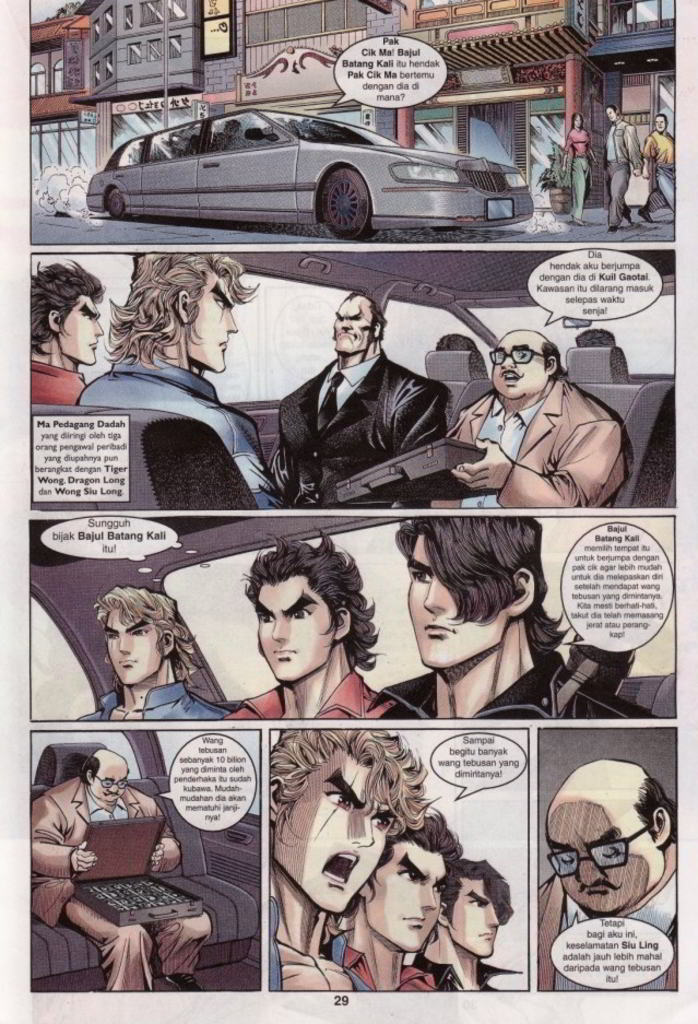 Pak
Cik Ma! Bajul
Batang Kali itu hendak
Pak Cik Ma bertemu
dengan dia di
mana?
Dia
hendak aku berjumpa
dengan dia di Kuil Gaotai.
Kawasan itu dilarang masuk
selepas waktu
senja!
Ma Pedagang Dadah
yang diiringi oleh tiga
orang pengawal peribadi
yang diupahnya pun
berangkat dengan Tiger
Wong, Dragon Long
dan Wong Siu Long.
Sungguh
bijak Bajul Batang Kali
itu!
Bajul
Batang Kali
memilih tempat itu
untuk berjumpa dengan
pak cik agar lebih mudah
untuk dia melepaskan diri
setelah mendapat wang
tebusan yang dimintanya.
Kita mesti berhati-hati,
takut dia telah memasang
jerat atau perang-
kap!
Wang
tebusan
sebanyak 10 bilion
yang diminta oleh
penderhaka itu sudah
kubawa. Mudah-
mudahan dia akan
mematuhi janji-
nya!
Sampai
begitu banyak
wang tebusan yang
dimintanya!
Tetapi
bagi aku ini,
keselamatan Siu Ling
adalah jauh lebih mahal
daripada wang tebusan
itu!
29